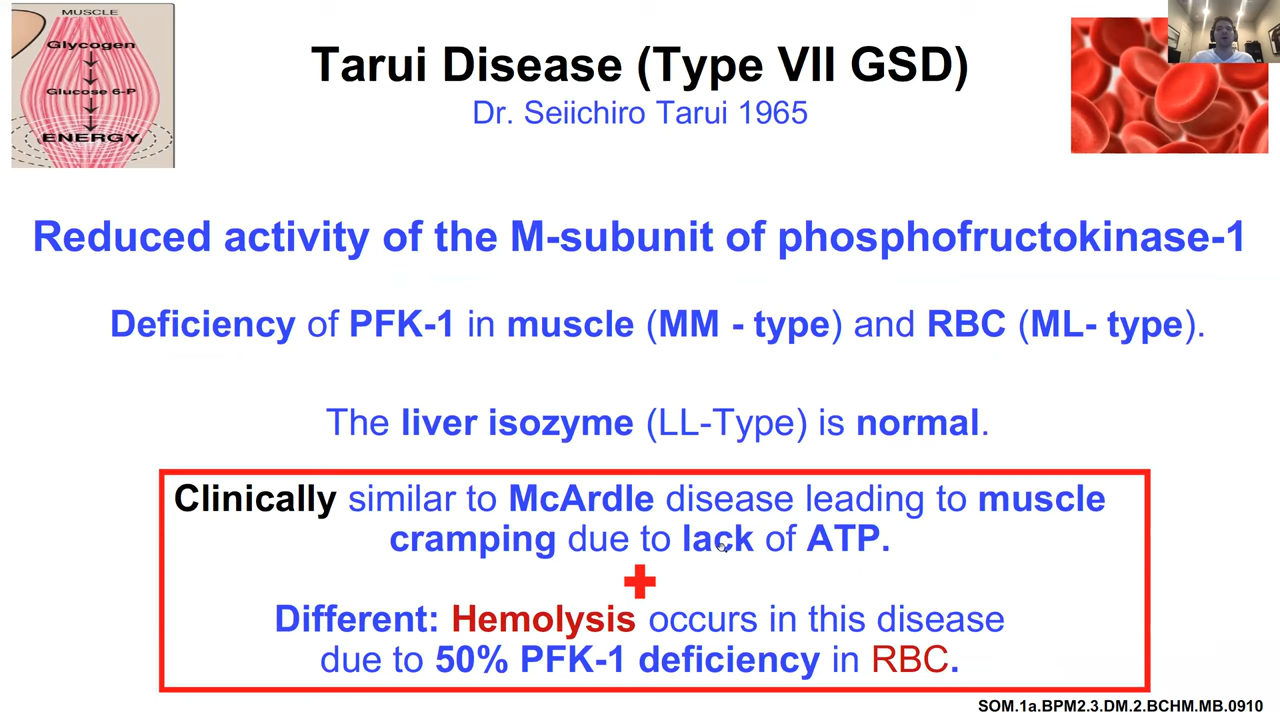 MUSCLE
Glycogen
Glucose 6-P
ENERGY
Tarui Disease (Type VII GSD)
Dr. Seiichiro Tarui 1965
Reduced activity of the M-subunit of phosphofructokinase-1
Deficiency of PFK-1 in muscle (MM - type) and RBC (ML- type).
The liver isozyme (LL-Type) is normal.
Clinically similar to McArdle disease leading to muscle
cramping due to lack of ATP.
Different: Hemolysis occurs in this disease
due to 50% PFK-1 deficiency in RBC.
SOM.1a.BPM2.3.DM.2.BCHM.MB.0910